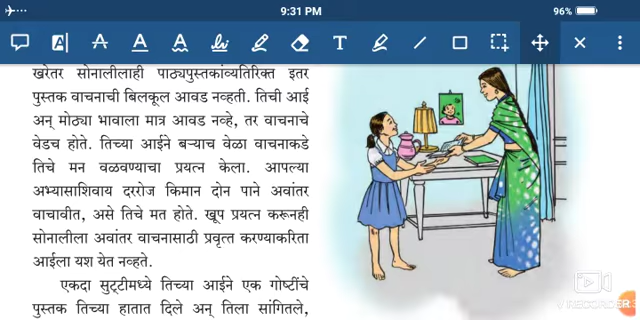 9:31 PM
96%
खरेतर सोनालीलाही पाठ्यपुस्तकांव्यतिरिक्त इतर
पुस्तक वाचनाची बिलकूल आवड नव्हती. तिची आई
अन् मोठ्या भावाला मात्र आवड नव्हे, तर वाचनाचे
वेडच होते. तिच्या आईने बऱ्याच वेळा वाचनाकडे
तिचे मन वळवण्याचा प्रयत्न केला. आपल्या
अभ्यासाशिवाय दररोज किमान दोन पाने अवांतर
वाचावीत, असे तिचे मत होते. खूप प्रयत्न करूनही
सोनालीला अवांतर वाचनासाठी प्रवृत्त करण्याकरिता
आईला यश येत नव्हते.
एकदा सुट्टीमध्ये तिच्या आईने एक गोष्टींचे
पुस्तक तिच्या हातात दिले अन् तिला सांगितले,
RECORDER